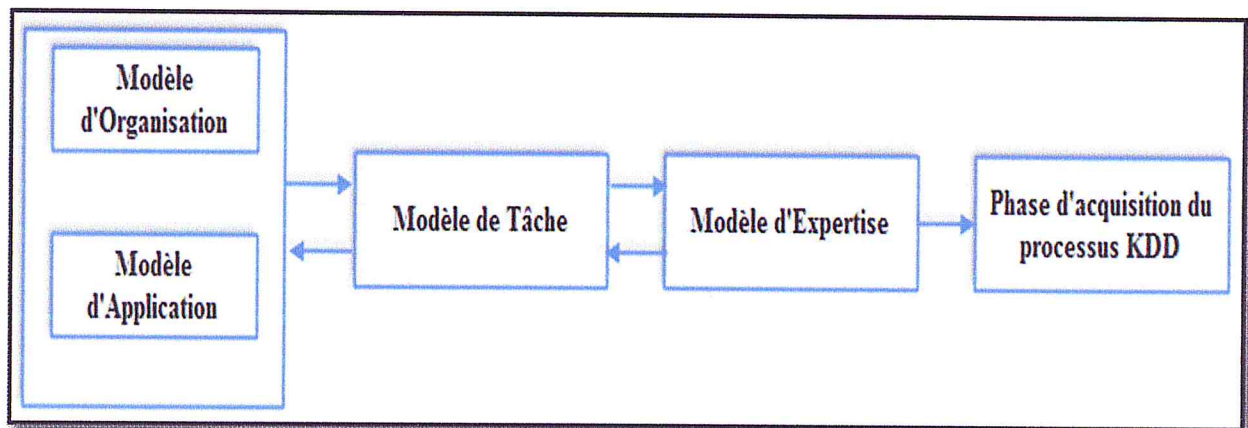 Modèle
d'Organisation
Modèle
d'Application
Modèle de Tâche
Modèle d'Expertise
Phase d'acquisition du
processus KDD